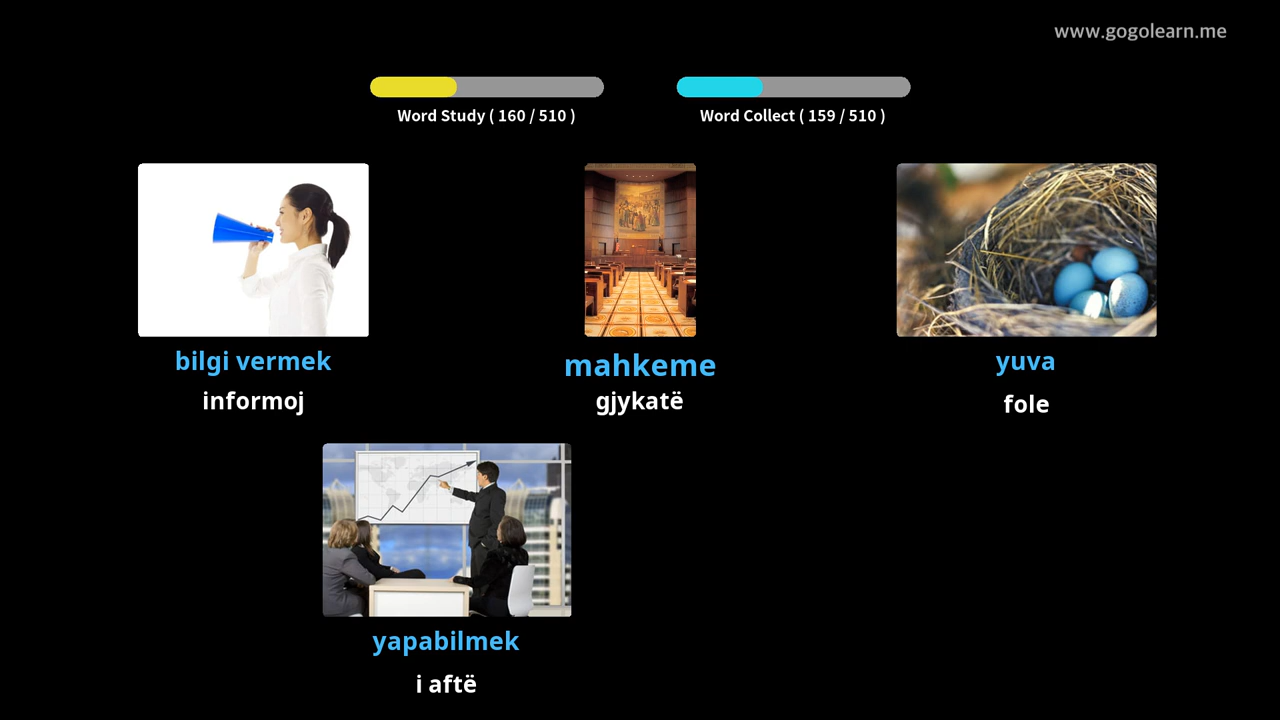 www.gogolearn.me
Word Study ( 160 / 510 )
Word Collect ( 159 / 510 )
bilgi vermek
informoj
mahkeme
gjykatë
yuva
fole
yapabilmek
i aftë